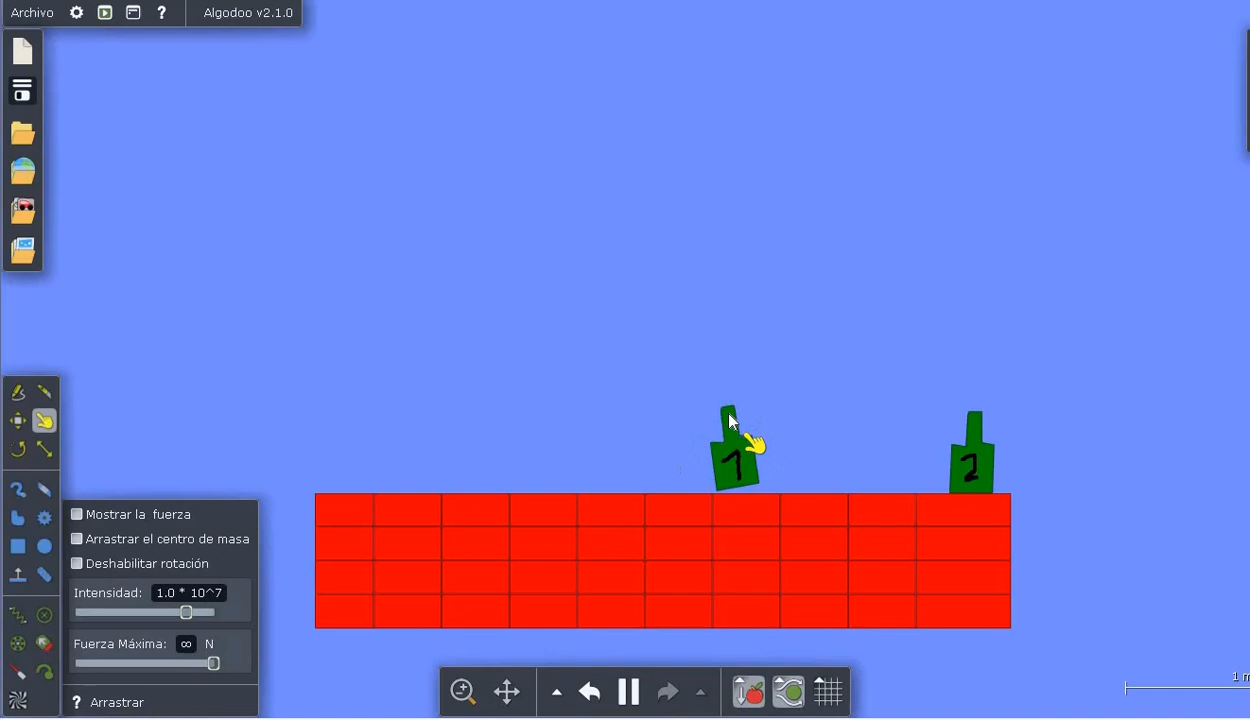 Archivo ? Algodoo v2.1.0
1 2
Mostrar la fuerza
Arrastrar el centro de masa
Deshabilitar rotación
Intensidad: 1.0 * 10^7
Fuerza Máxima: ∞ N
? Arrastrar
1 m